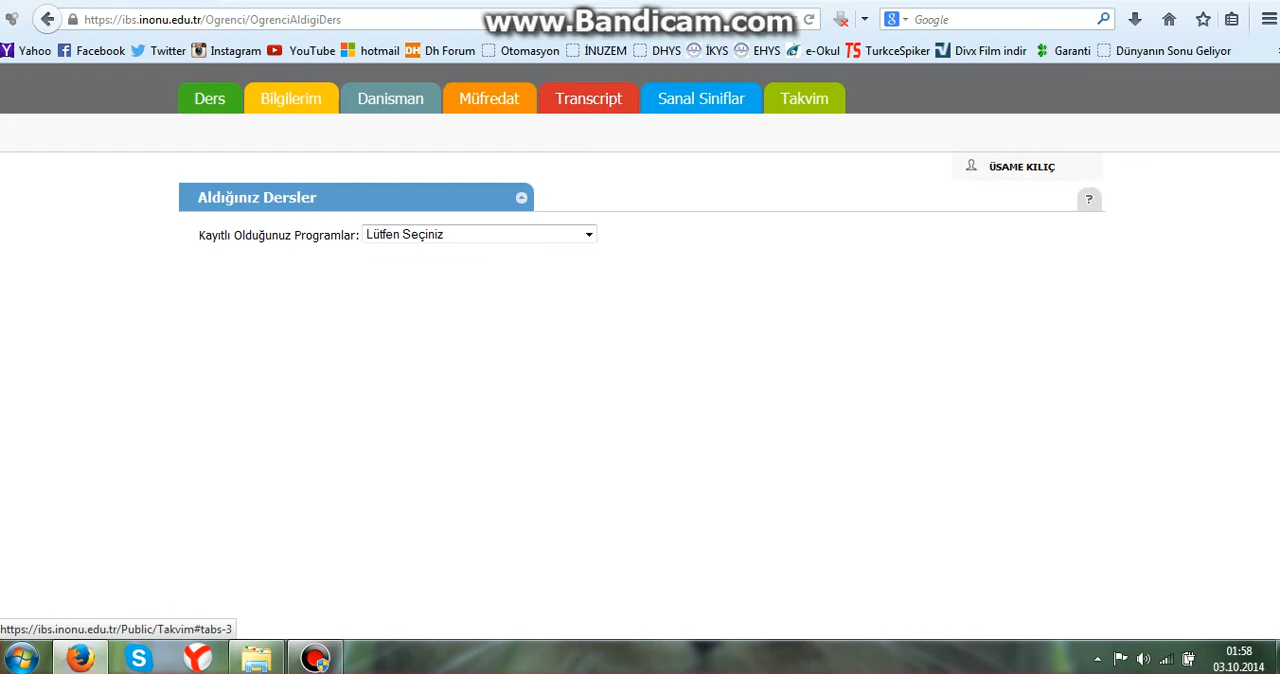 www.Bandicam.com
https://ibs.inonu.edu.tr/Ogrenci/OgrenciAldigiDers
Google
Yahoo Facebook Twitter Instagram YouTube hotmail DH Dh Forum Otomasyon İNUZEM DHYS İKYS EHYS e-Okul TS TurkceSpiker Divx Film indir Garanti Dünyanın Sonu Geliyor
Ders Bilgilerim Danisman Müfredat Transcript Sanal Siniflar Takvim
ÜSAME KILIÇ
Aldığınız Dersler
?
Kayıtlı Olduğunuz Programlar: Lütfen Seçiniz
https://ibs.inonu.edu.tr/Public/Takvim#tabs-3
01:58
03.10.2014